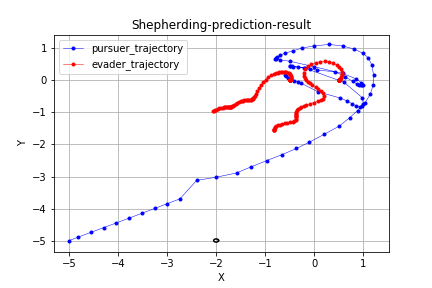 Shepherding-prediction-result
pursuer_trajectory
evader_trajectory
1
0
−1
−2
−3
−4
−5
Y
−5 −4 −3 −2 −1 0 1
X